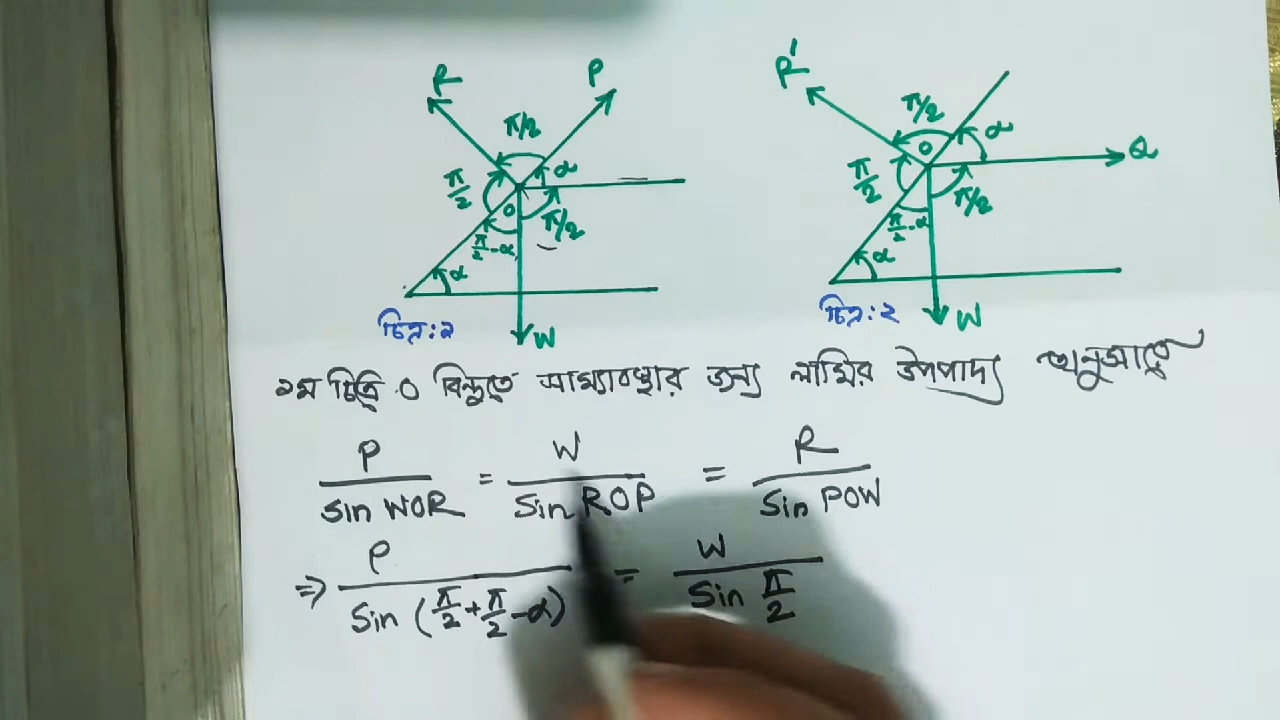 R P π/2 α π/2 O π/2 π/2-α α W
চিত্র:১
R' π/2 α Q O π/2 π/2 π/2-α α W
চিত্র:২
১ম চিত্রে O বিন্দুতে সাম্যাবস্থার জন্য লামির উপপাদ্য অনুসারে
P/sin WOR = W/Sin ROP = R/Sin POW
⇒ P/Sin (π/2+π/2-α) = W/Sin π/2